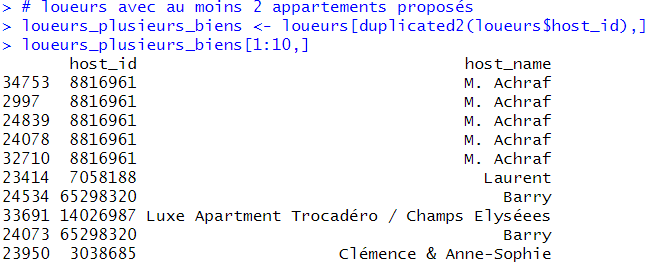 > # loueurs avec au moins 2 appartements proposés
> loueurs_plusieurs_biens <- loueurs[duplicated2(loueurs$host_id),]
> loueurs_plusieurs_biens[1:10,]
host_id host_name
34753 8816961 M. Achraf
2997 8816961 M. Achraf
24839 8816961 M. Achraf
24078 8816961 M. Achraf
32710 8816961 M. Achraf
23414 7058188 Laurent
24534 65298320 Barry
33691 14026987 Luxe Apartment Trocadéro / Champs Elyséees
24073 65298320 Barry
23950 3038685 Clémence & Anne-Sophie